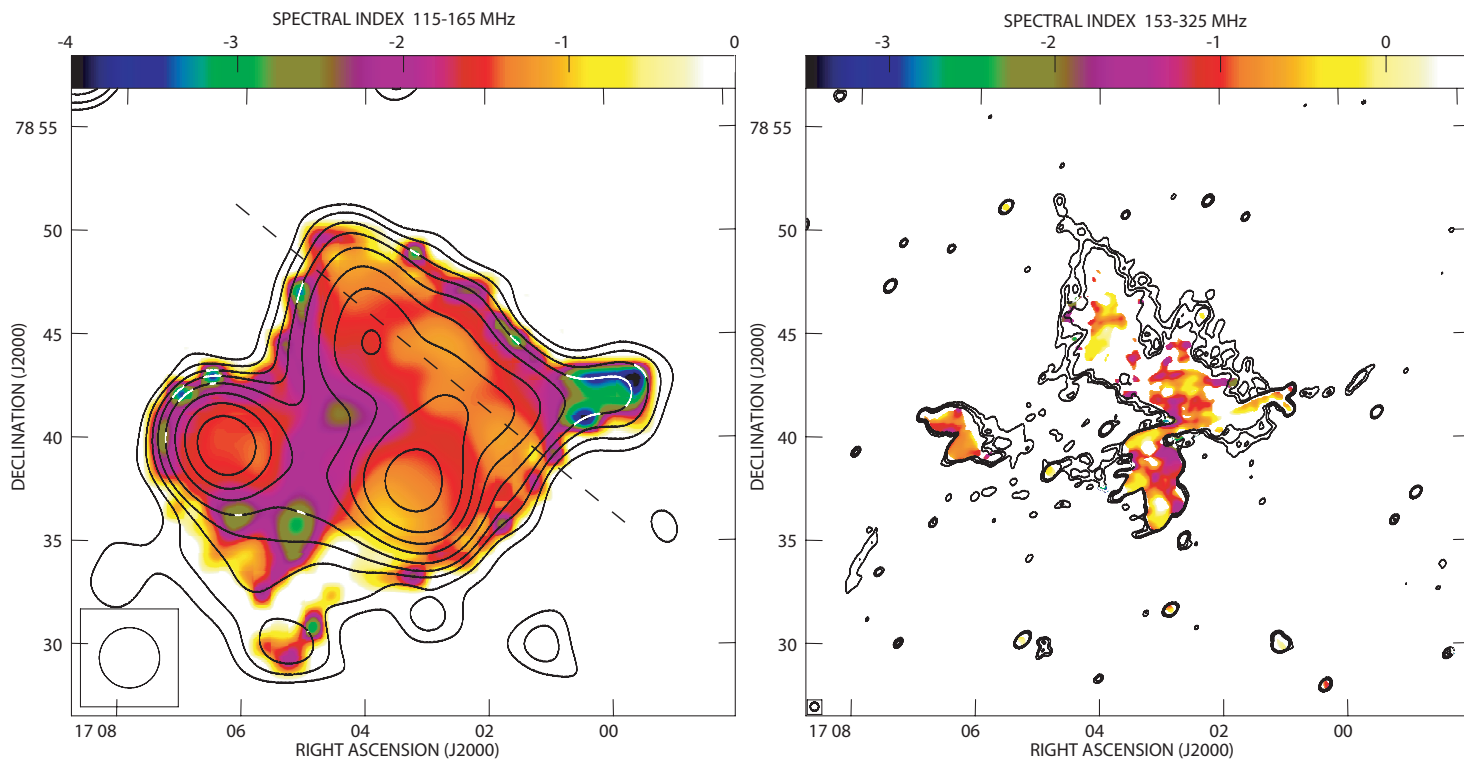 SPECTRAL INDEX 115-165 MHz
-4 -3 -2 -1 0
78 55
50
45
40
35
30
DECLINATION (J2000)
17 08 06 04 02 00
RIGHT ASCENSION (J2000)
SPECTRAL INDEX 153-325 MHz
-3 -2 -1 0
78 55
50
45
40
35
30
DECLINATION (J2000)
17 08 06 04 02 00
RIGHT ASCENSION (J2000)